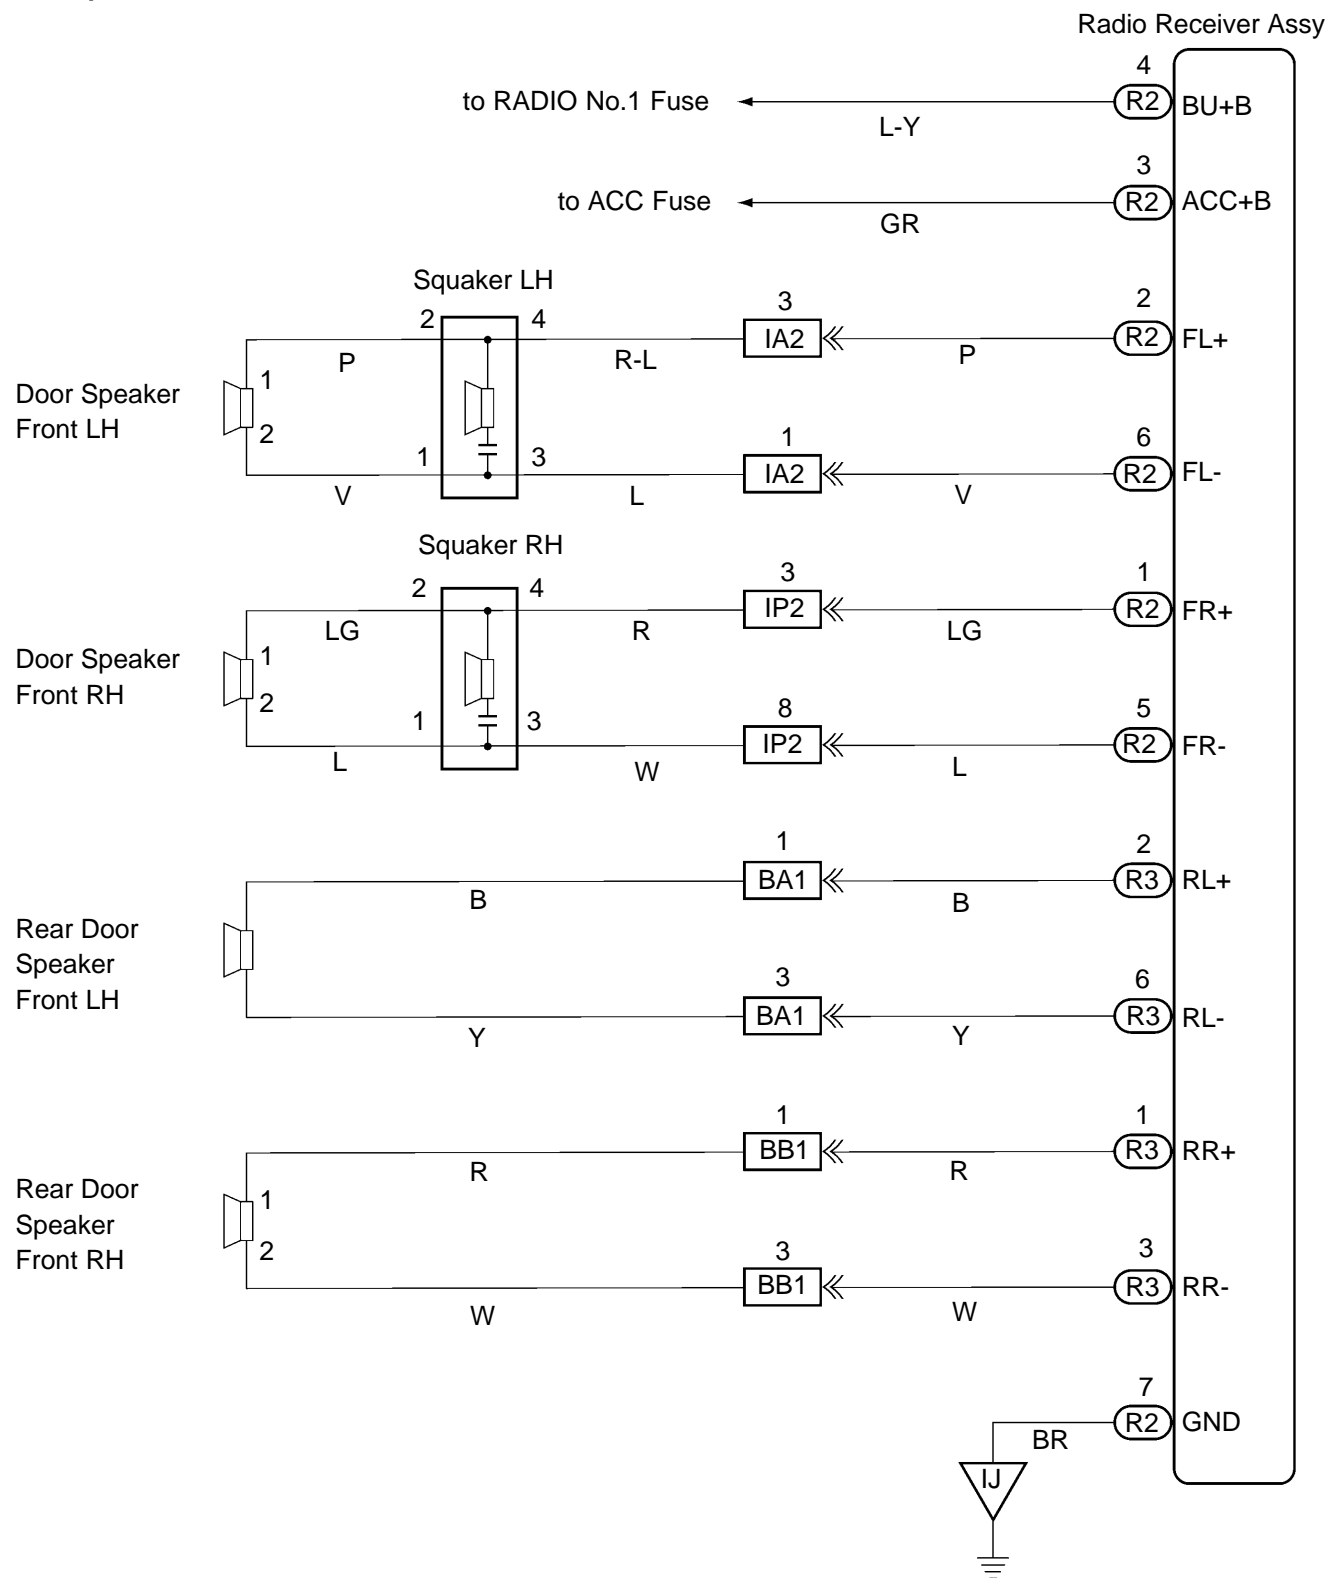 Radio Receiver Assy
4
to RADIO No.1 Fuse
R2
BU+B
L-Y
3
to ACC Fuse
R2
ACC+B
GR
Squaker LH
2
4
3
2
IA2
R2
FL+
P
R-L
P
Door Speaker
Front LH
1
2
1
3
1
6
IA2
R2
FL-
V
L
V
Squaker RH
2
4
3
1
IP2
R2
FR+
LG
R
LG
Door Speaker
Front RH
1
2
1
3
8
5
IP2
R2
FR-
L
W
L
1
2
BA1
R3
RL+
B
B
Rear Door
Speaker
Front LH
3
6
BA1
R3
RL-
Y
Y
1
1
BB1
R3
RR+
R
R
Rear Door
Speaker
Front RH
1
2
3
3
BB1
R3
RR-
W
W
7
R2
GND
BR
IJ